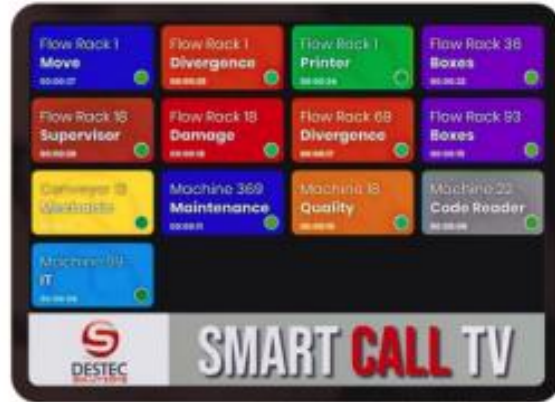 Flow Rack 1
Move
Flow Rack 1
Divergence
Flow Rack 1
Printer
Flow Rack 36
Boxes
Flow Rack 18
Supervisor
Flow Rack 18
Damage
Flow Rack 69
Divergence
Flow Rack 93
Boxes
Conveyor
Mechanic
Machine 369
Maintenance
Machine 18
Quality
Machine 22
Code Reader
Machine
IT
DESTEC
SOLUTIONS
SMART CALL TV